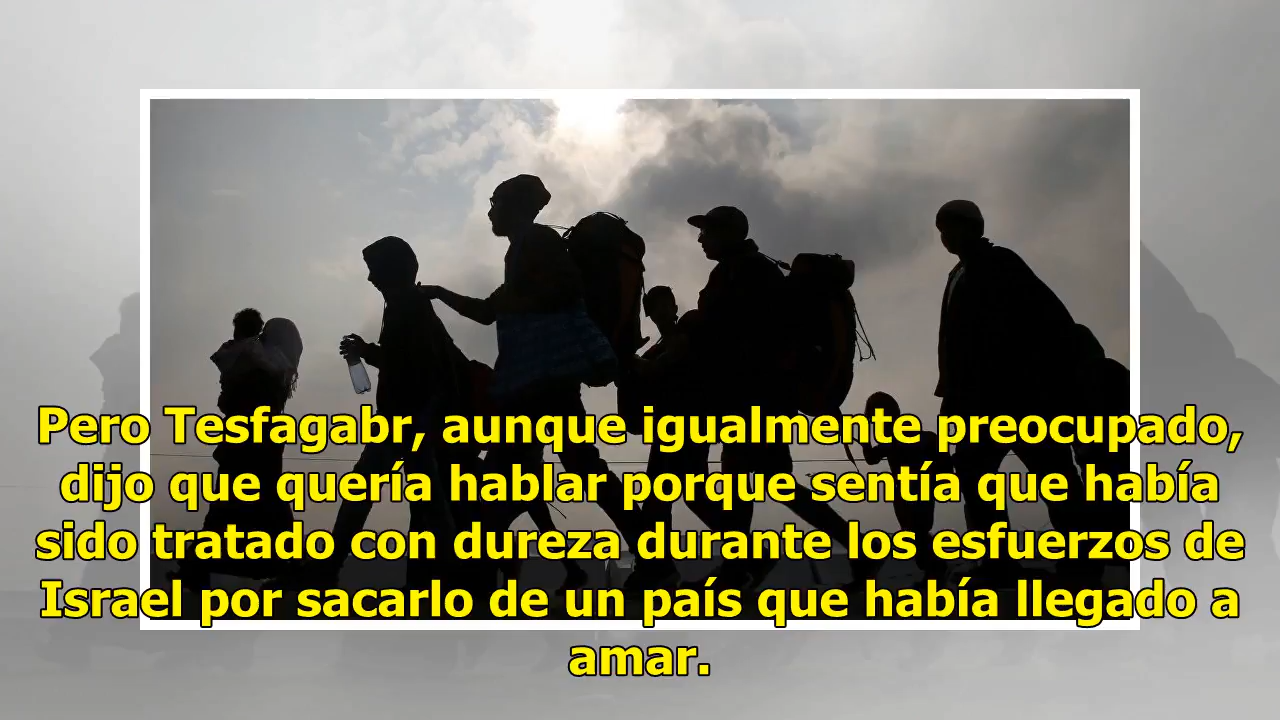 Pero Tesfagabr, aunque igualmente preocupado,
dijo que quería hablar porque sentía que había
sido tratado con dureza durante los esfuerzos de
Israel por sacarlo de un país que había llegado a
amar.